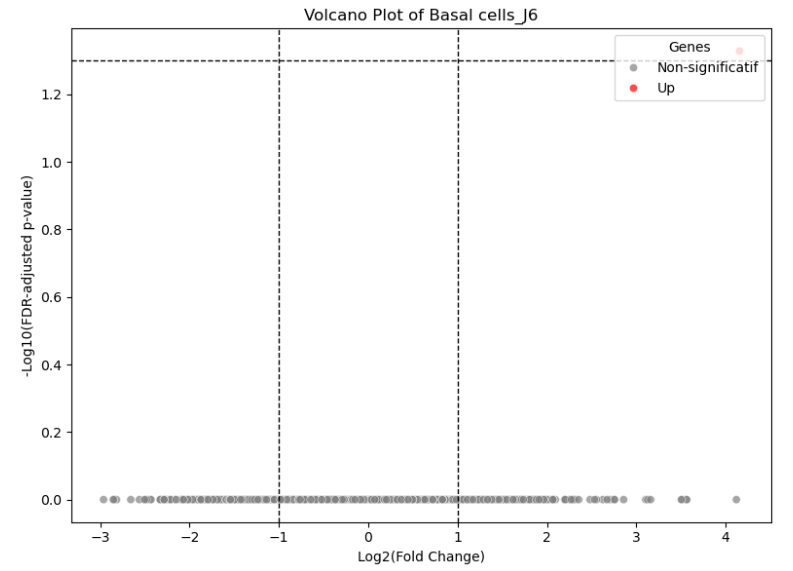 Volcano Plot of Basal cells_J6
Genes
Non-significatif
Up
-Log10(FDR-adjusted p-value)
1.2
1.0
0.8
0.6
0.4
0.2
0.0
−3
−2
−1
0
1
2
3
4
Log2(Fold Change)